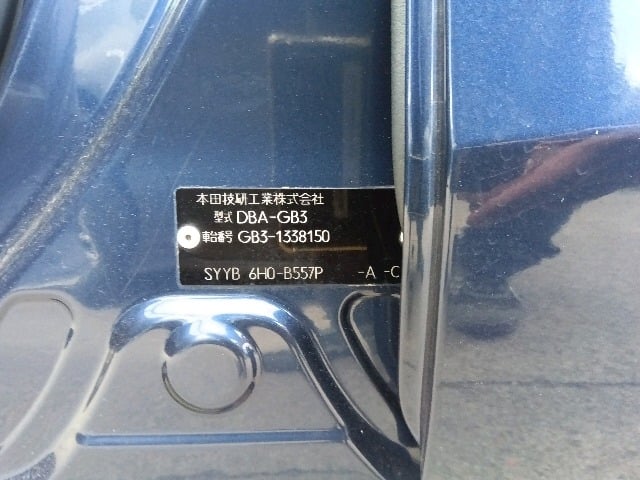 本田技研工業株式会社
型式 DBA-GB3
車台番号 GB3-1338150
SYYB 6H0-B557P -A -C